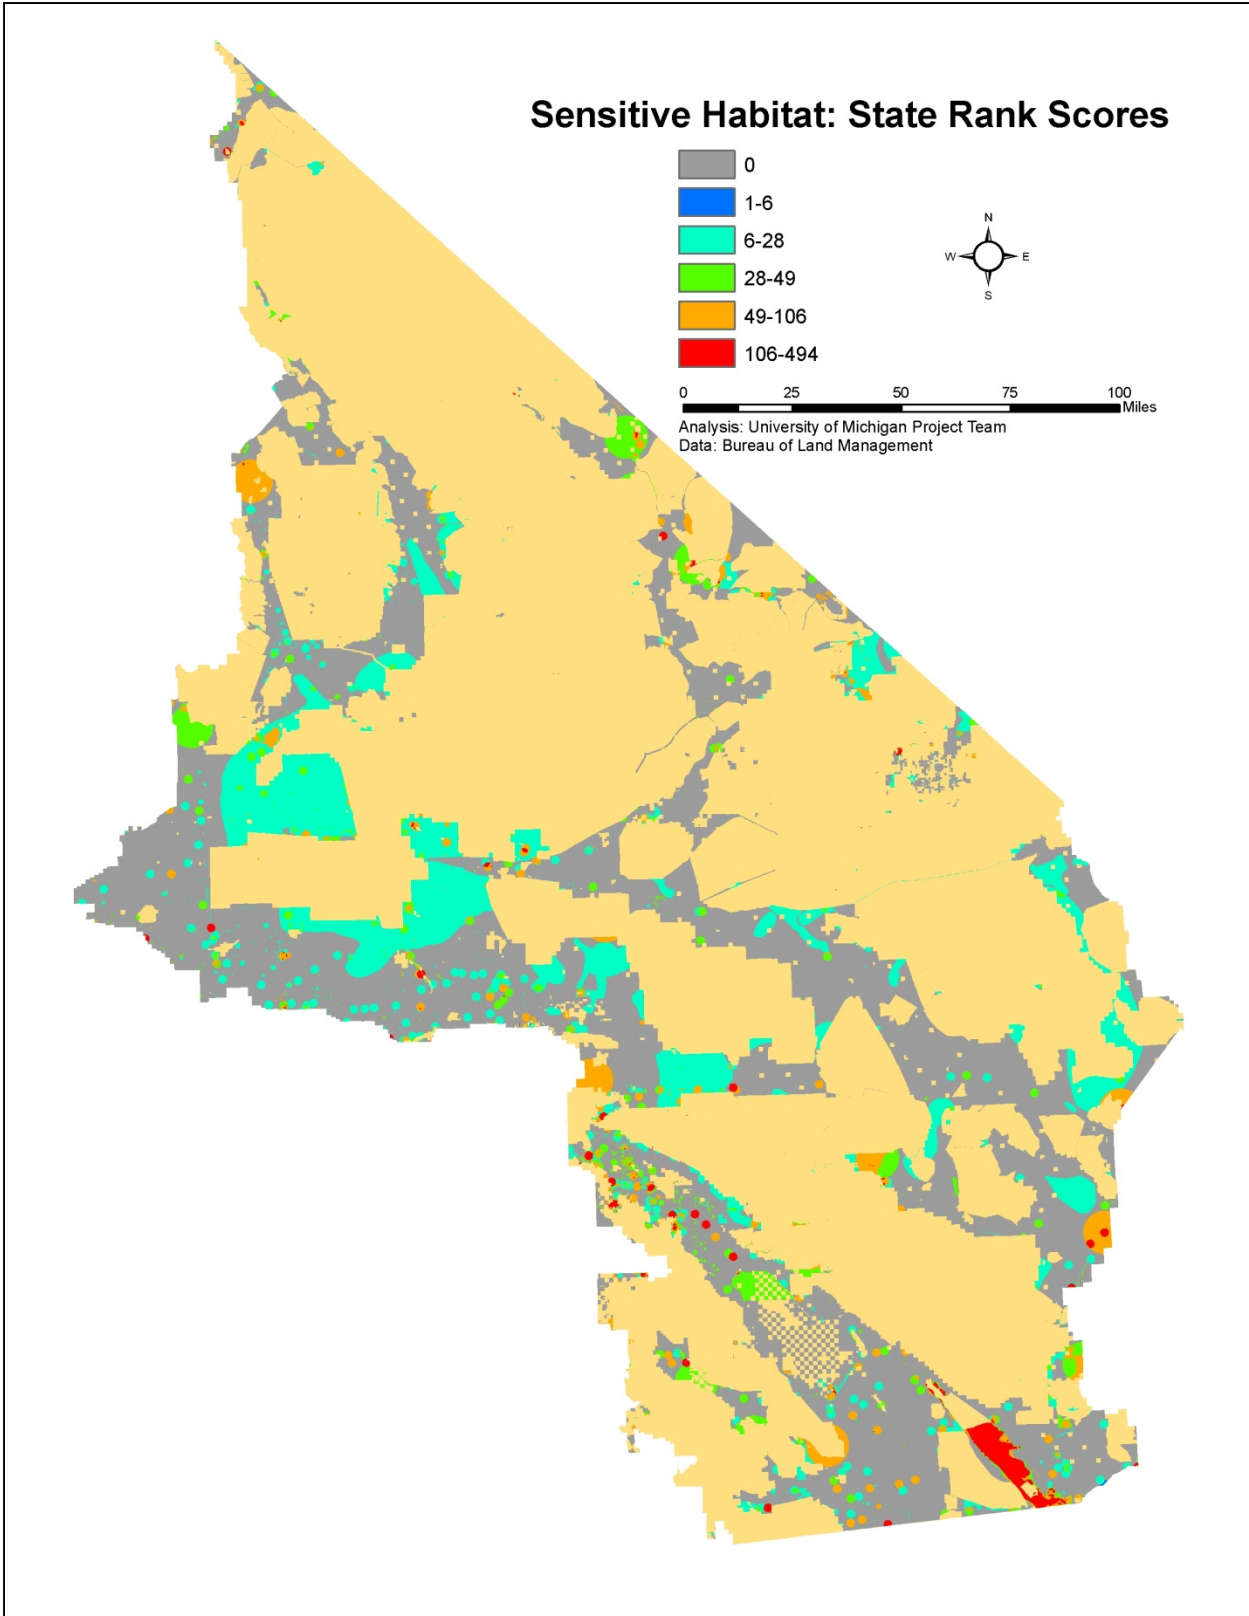 Sensitive Habitat: State Rank Scores
0
1-6
6-28
28-49
49-106
106-494
N
W E
S
0 25 50 75 100
Miles
Analysis: University of Michigan Project Team
Data: Bureau of Land Management